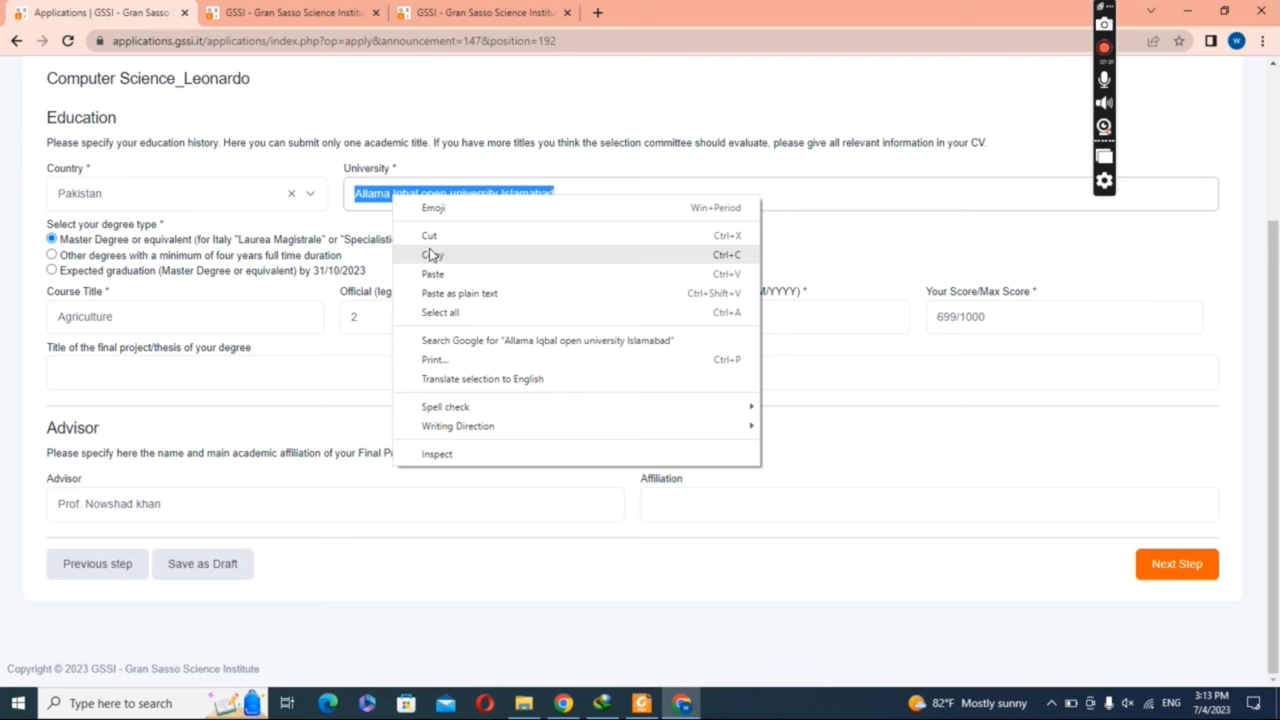 Applications | GSSI - Gran Sasso
GSSI - Gran Sasso Science Institu
GSSI - Gran Sasso Science Institu
applications.gssi.it/applications/index.php?op=apply&announcement=147&position=192
W
07:31
Computer Science_Leonardo
Education
Please specify your education history. Here you can submit only one academic title. If you have more titles you think the selection committee should evaluate, please give all relevant information in your CV.
Country *
University *
Pakistan
Allama Iqbal open university Islamabad
Select your degree type *
Master Degree or equivalent (for Italy "Laurea Magistrale" or "Specialisti
Other degrees with a minimum of four years full time duration
Expected graduation (Master Degree or equivalent) by 31/10/2023
Course Title *
Official (leg
M/YYYY) *
Your Score/Max Score *
Agriculture
2
699/1000
Title of the final project/thesis of your degree
Emoji Win+Period
Cut Ctrl+X
Copy Ctrl+C
Paste Ctrl+V
Paste as plain text Ctrl+Shift+V
Select all Ctrl+A
Search Google for "Allama Iqbal open university Islamabad"
Print... Ctrl+P
Translate selection to English
Spell check
Writing Direction
Inspect
Advisor
Please specify here the name and main academic affiliation of your Final Pr
Advisor
Affiliation
Prof. Nowshad khan
Previous step
Save as Draft
Next Step
Copyright © 2023 GSSI - Gran Sasso Science Institute
Type here to search
82°F Mostly sunny
ENG
3:13 PM
7/4/2023